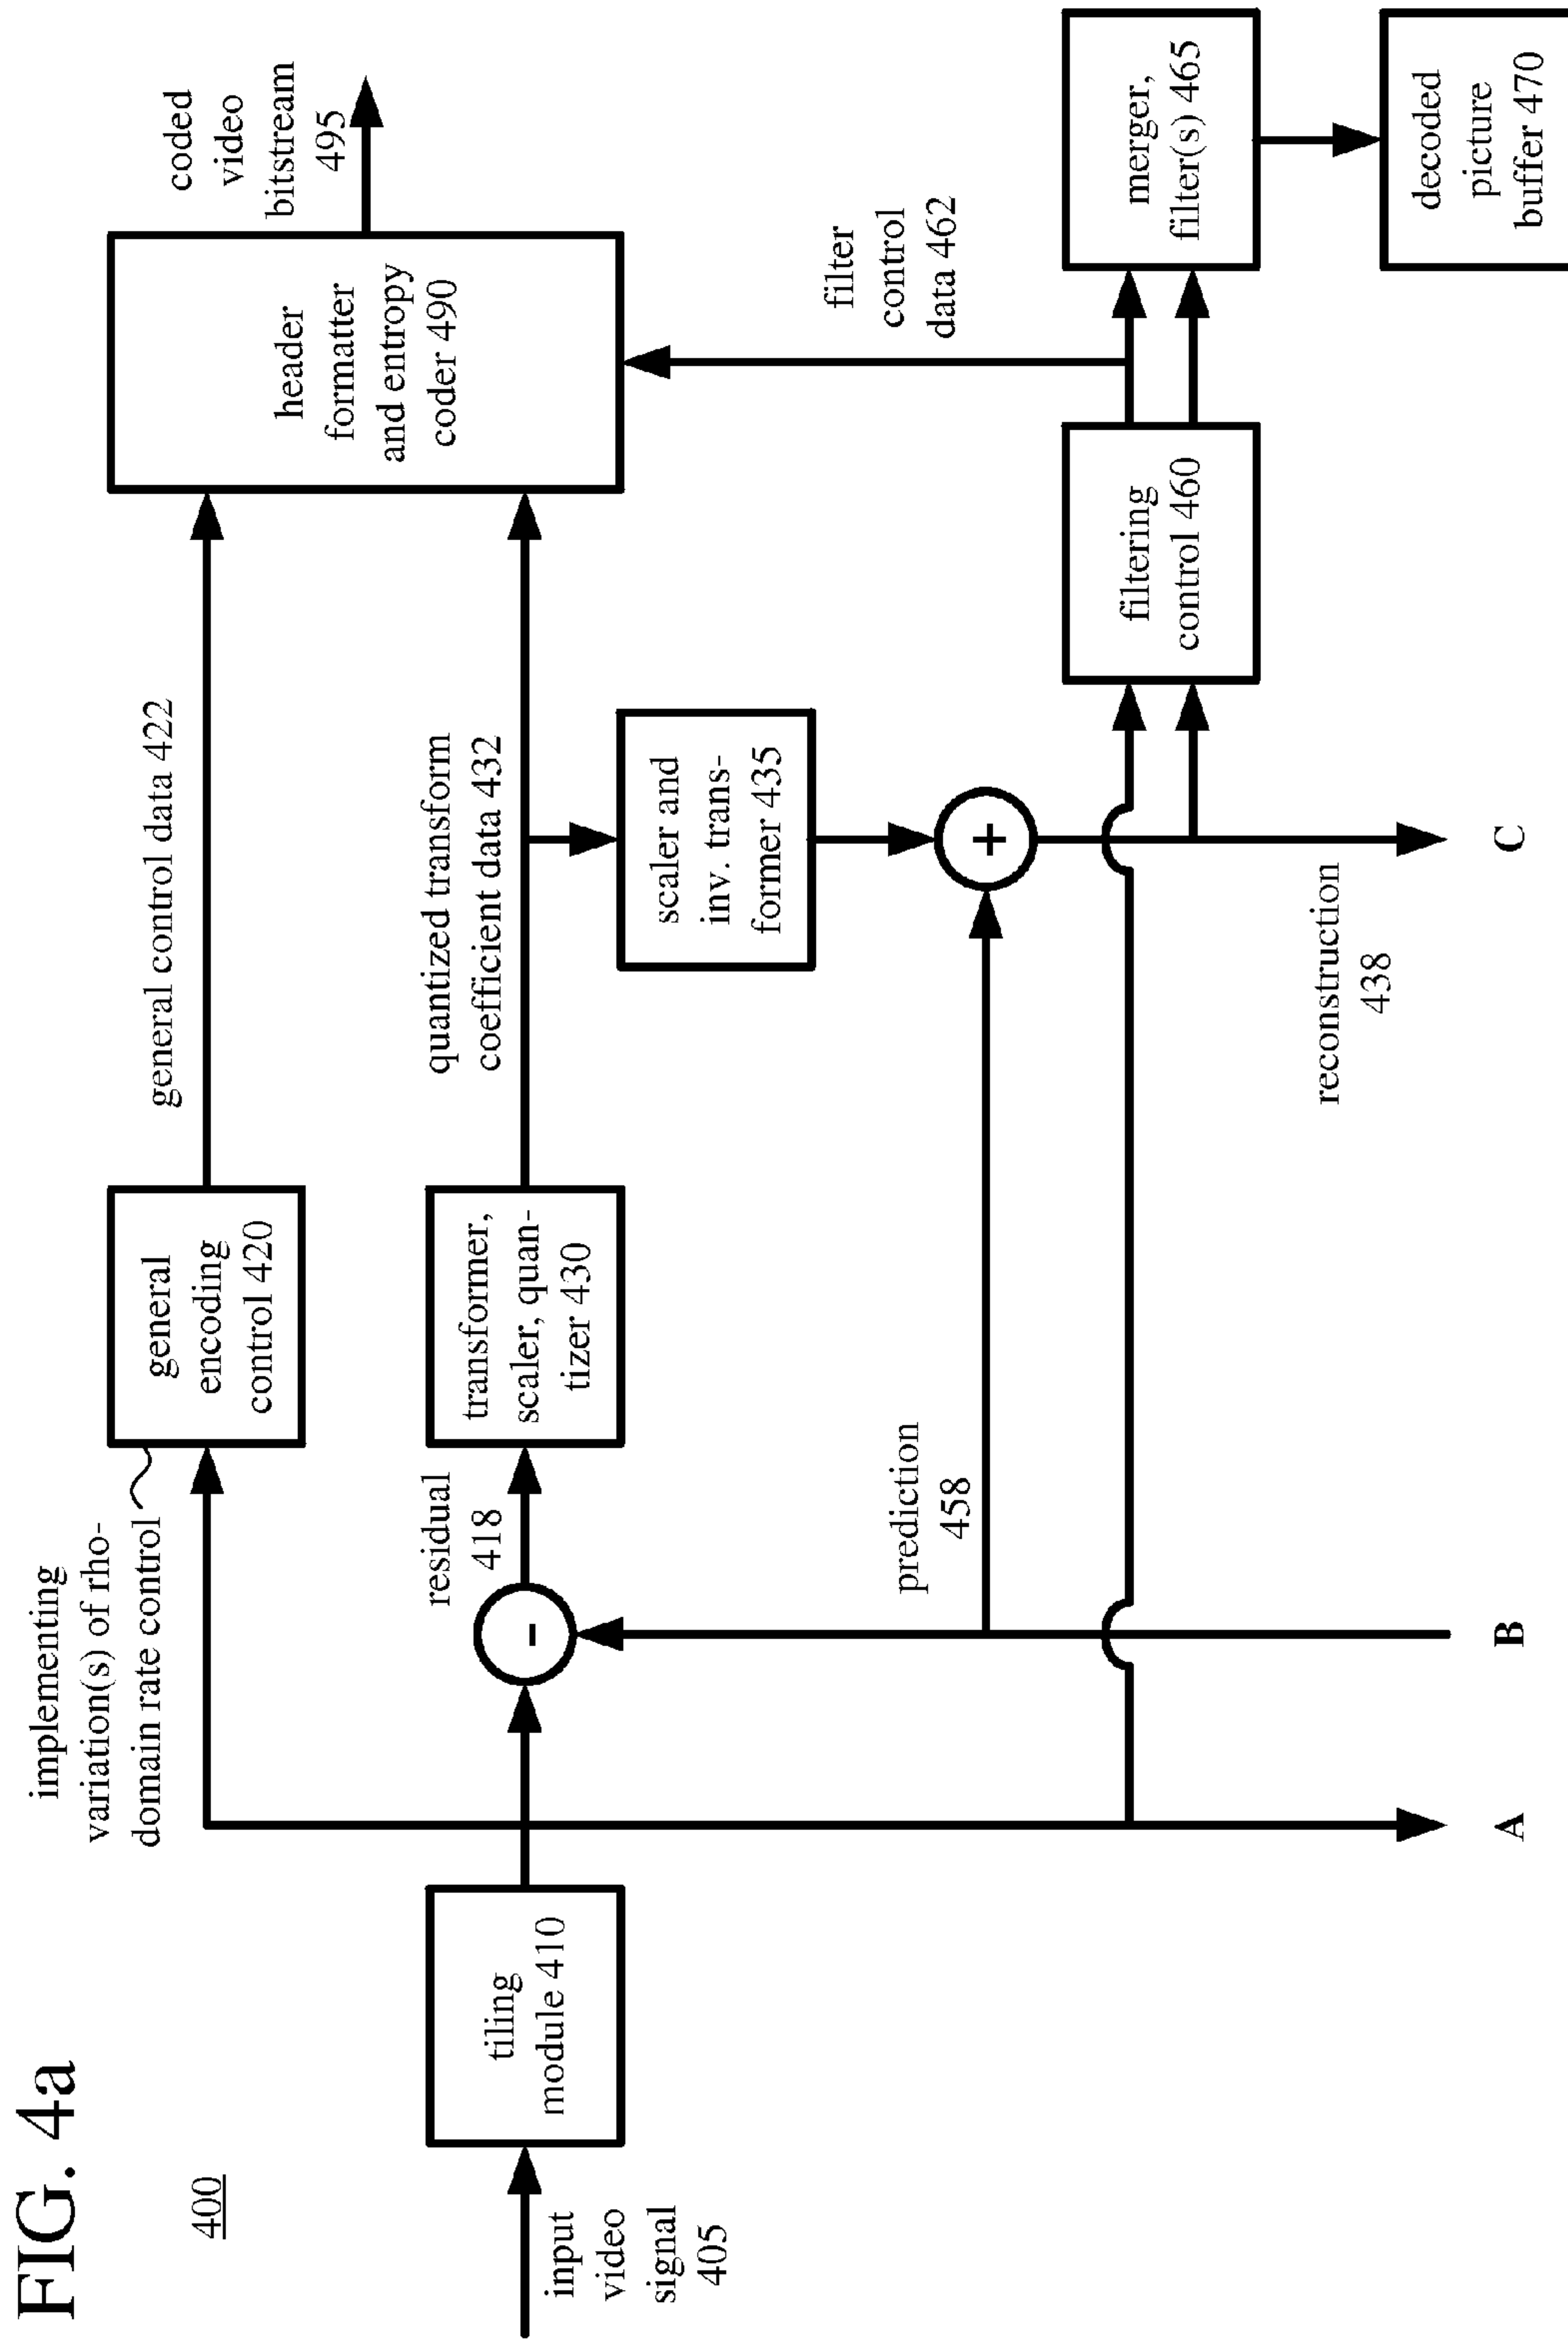 FIG. 4a
400
implementing
variation(s) of rho-
domain rate control
general
encoding
control 420
general control data 422
header
formatter
and entropy
coder 490
coded
video
bitstream
495
input
video
signal
405
tiling
module 410
-
residual
418
transformer,
scaler, quan-
tizer 430
quantized transform
coefficient data 432
scaler and
inv. trans-
former 435
prediction
458
+
filter
control
data 462
filtering
control 460
merger,
filter(s) 465
decoded
picture
buffer 470
reconstruction
438
A
B
C